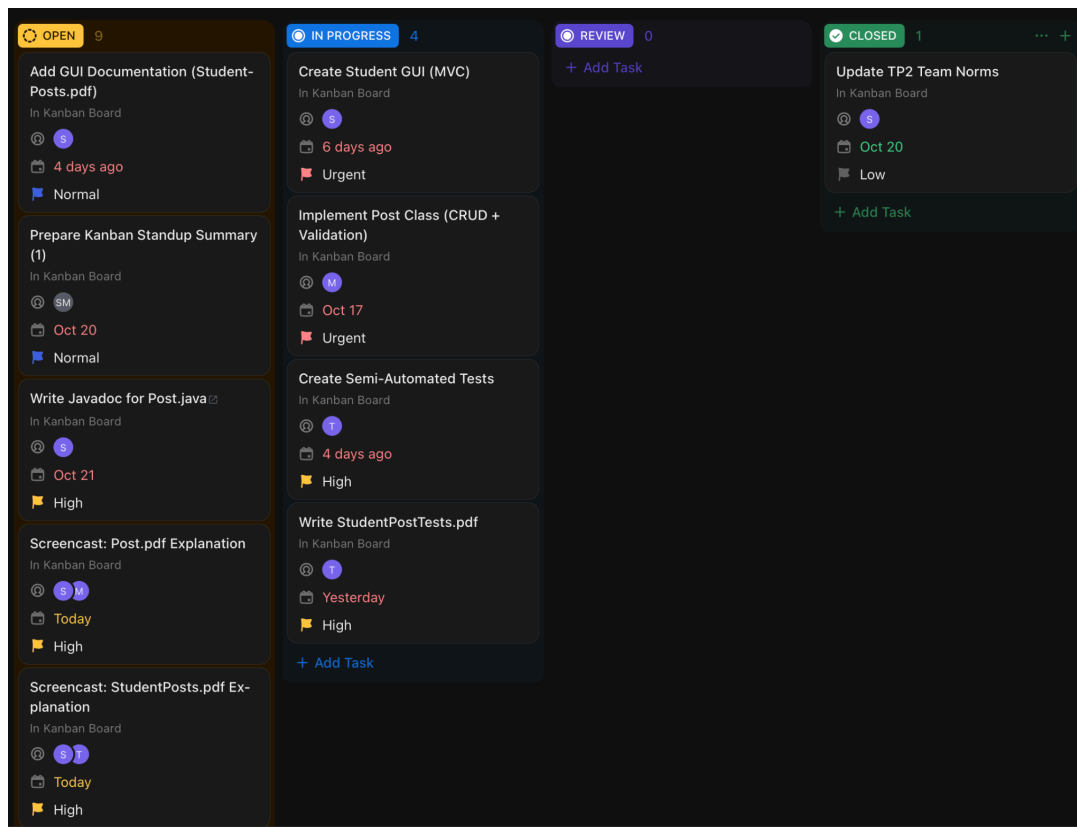 OPEN 9
Add GUI Documentation (Student-
Posts.pdf)
In Kanban Board
S
4 days ago
Normal
Prepare Kanban Standup Summary
(1)
In Kanban Board
SM
Oct 20
Normal
Write Javadoc for Post.java
In Kanban Board
S
Oct 21
High
Screencast: Post.pdf Explanation
In Kanban Board
S M
Today
High
Screencast: StudentPosts.pdf Ex-
planation
In Kanban Board
S T
Today
High
IN PROGRESS 4
Create Student GUI (MVC)
In Kanban Board
S
6 days ago
Urgent
Implement Post Class (CRUD +
Validation)
In Kanban Board
M
Oct 17
Urgent
Create Semi-Automated Tests
In Kanban Board
T
4 days ago
High
Write StudentPostTests.pdf
In Kanban Board
T
Yesterday
High
+ Add Task
REVIEW 0
+ Add Task
CLOSED 1 ... +
Update TP2 Team Norms
In Kanban Board
S
Oct 20
Low
+ Add Task